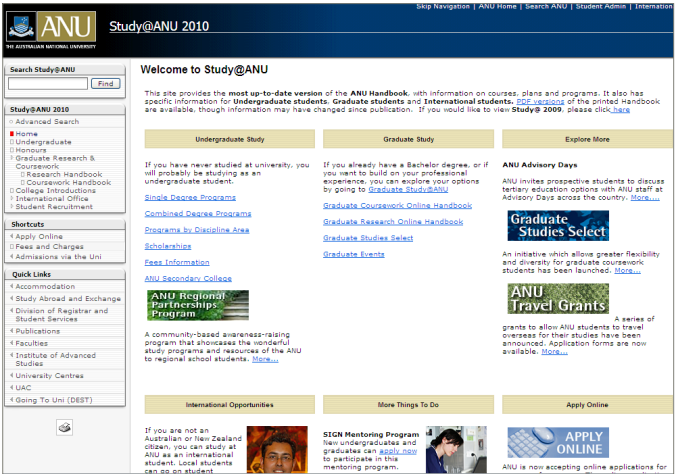 Skip Navigation | ANU Home | Search ANU | Student Admin | Internation
ANU
THE AUSTRALIAN NATIONAL UNIVERSITY
Study@ANU 2010
Search Study@ANU
Find
Study@ANU 2010
Advanced Search
Home
Undergraduate
Honours
Graduate Research &
Coursework
Research Handbook
Coursework Handbook
College Introductions
International Office
Student Recruitment
Shortcuts
Apply Online
Fees and Charges
Admissions via the Uni
Quick Links
Accommodation
Study Abroad and Exchange
Division of Registrar and
Student Services
Publications
Faculties
Institute of Advanced
Studies
University Centres
UAC
Going To Uni (DEST)
Welcome to Study@ANU
This site provides the most up-to-date version of the ANU Handbook, with information on courses, plans and programs. It also has
specific information for Undergraduate students, Graduate students and International students, PDF versions of the printed Handbook
are available, though information may have changed since publication. If you would like to view Study@ 2009, please click here
Undergraduate Study
If you have never studied at university, you
will probably be studying as an
undergraduate student.
Single Degree Programs
Combined Degree Programs
Programs by Discipline Area
Scholarships
Fees Information
ANU Secondary College
ANU Regional
Partnerships
Program
A community-based awareness-raising
program that showcases the wonderful
study programs and resources of the ANU
to regional school students. More...
Graduate Study
If you already have a Bachelor degree, or if
you want to build on your professional
experience, you can explore your options
by going to Graduate Study@ANU
Graduate Coursework Online Handbook
Graduate Research Online Handbook
Graduate Studies Select
Graduate Events
Explore More
ANU Advisory Days
ANU invites prospective students to discuss
tertiary education options with ANU staff at
Advisory Days across the country. More....
Graduate
Studies Select
An initiative which allows greater flexibility
and diversity for graduate coursework
students has been launched. More...
ANU
Travel Grants
A series of
grants to allow ANU students to travel
overseas for their studies have been
announced. Application forms are now
available. More...
International Opportunities
If you are not an
Australian or New Zealand
citizen, you can study at
ANU as an international
student. Local students
can go on student
More Things To Do
SIGN Mentoring Program
New undergraduates and
graduates can apply now
to participate in this
mentoring program.
Apply Online
APPLY
ONLINE
ANU is now accepting online applications for